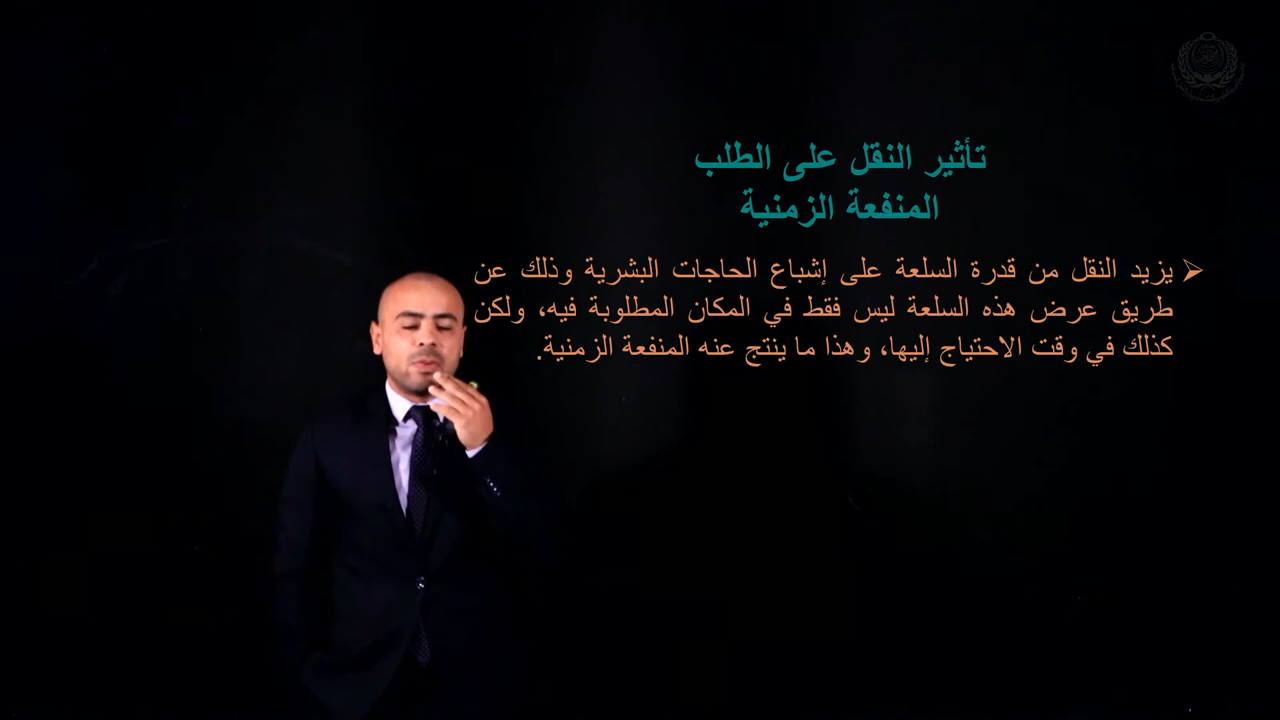 تأثير النقل على الطلب
المنفعة الزمنية
يزيد النقل من قدرة السلعة على إشباع الحاجات البشرية وذلك عن
طريق عرض هذه السلعة ليس فقط في المكان المطلوبة فيه، ولكن
كذلك في وقت الاحتياج إليها، وهذا ما ينتج عنه المنفعة الزمنية.